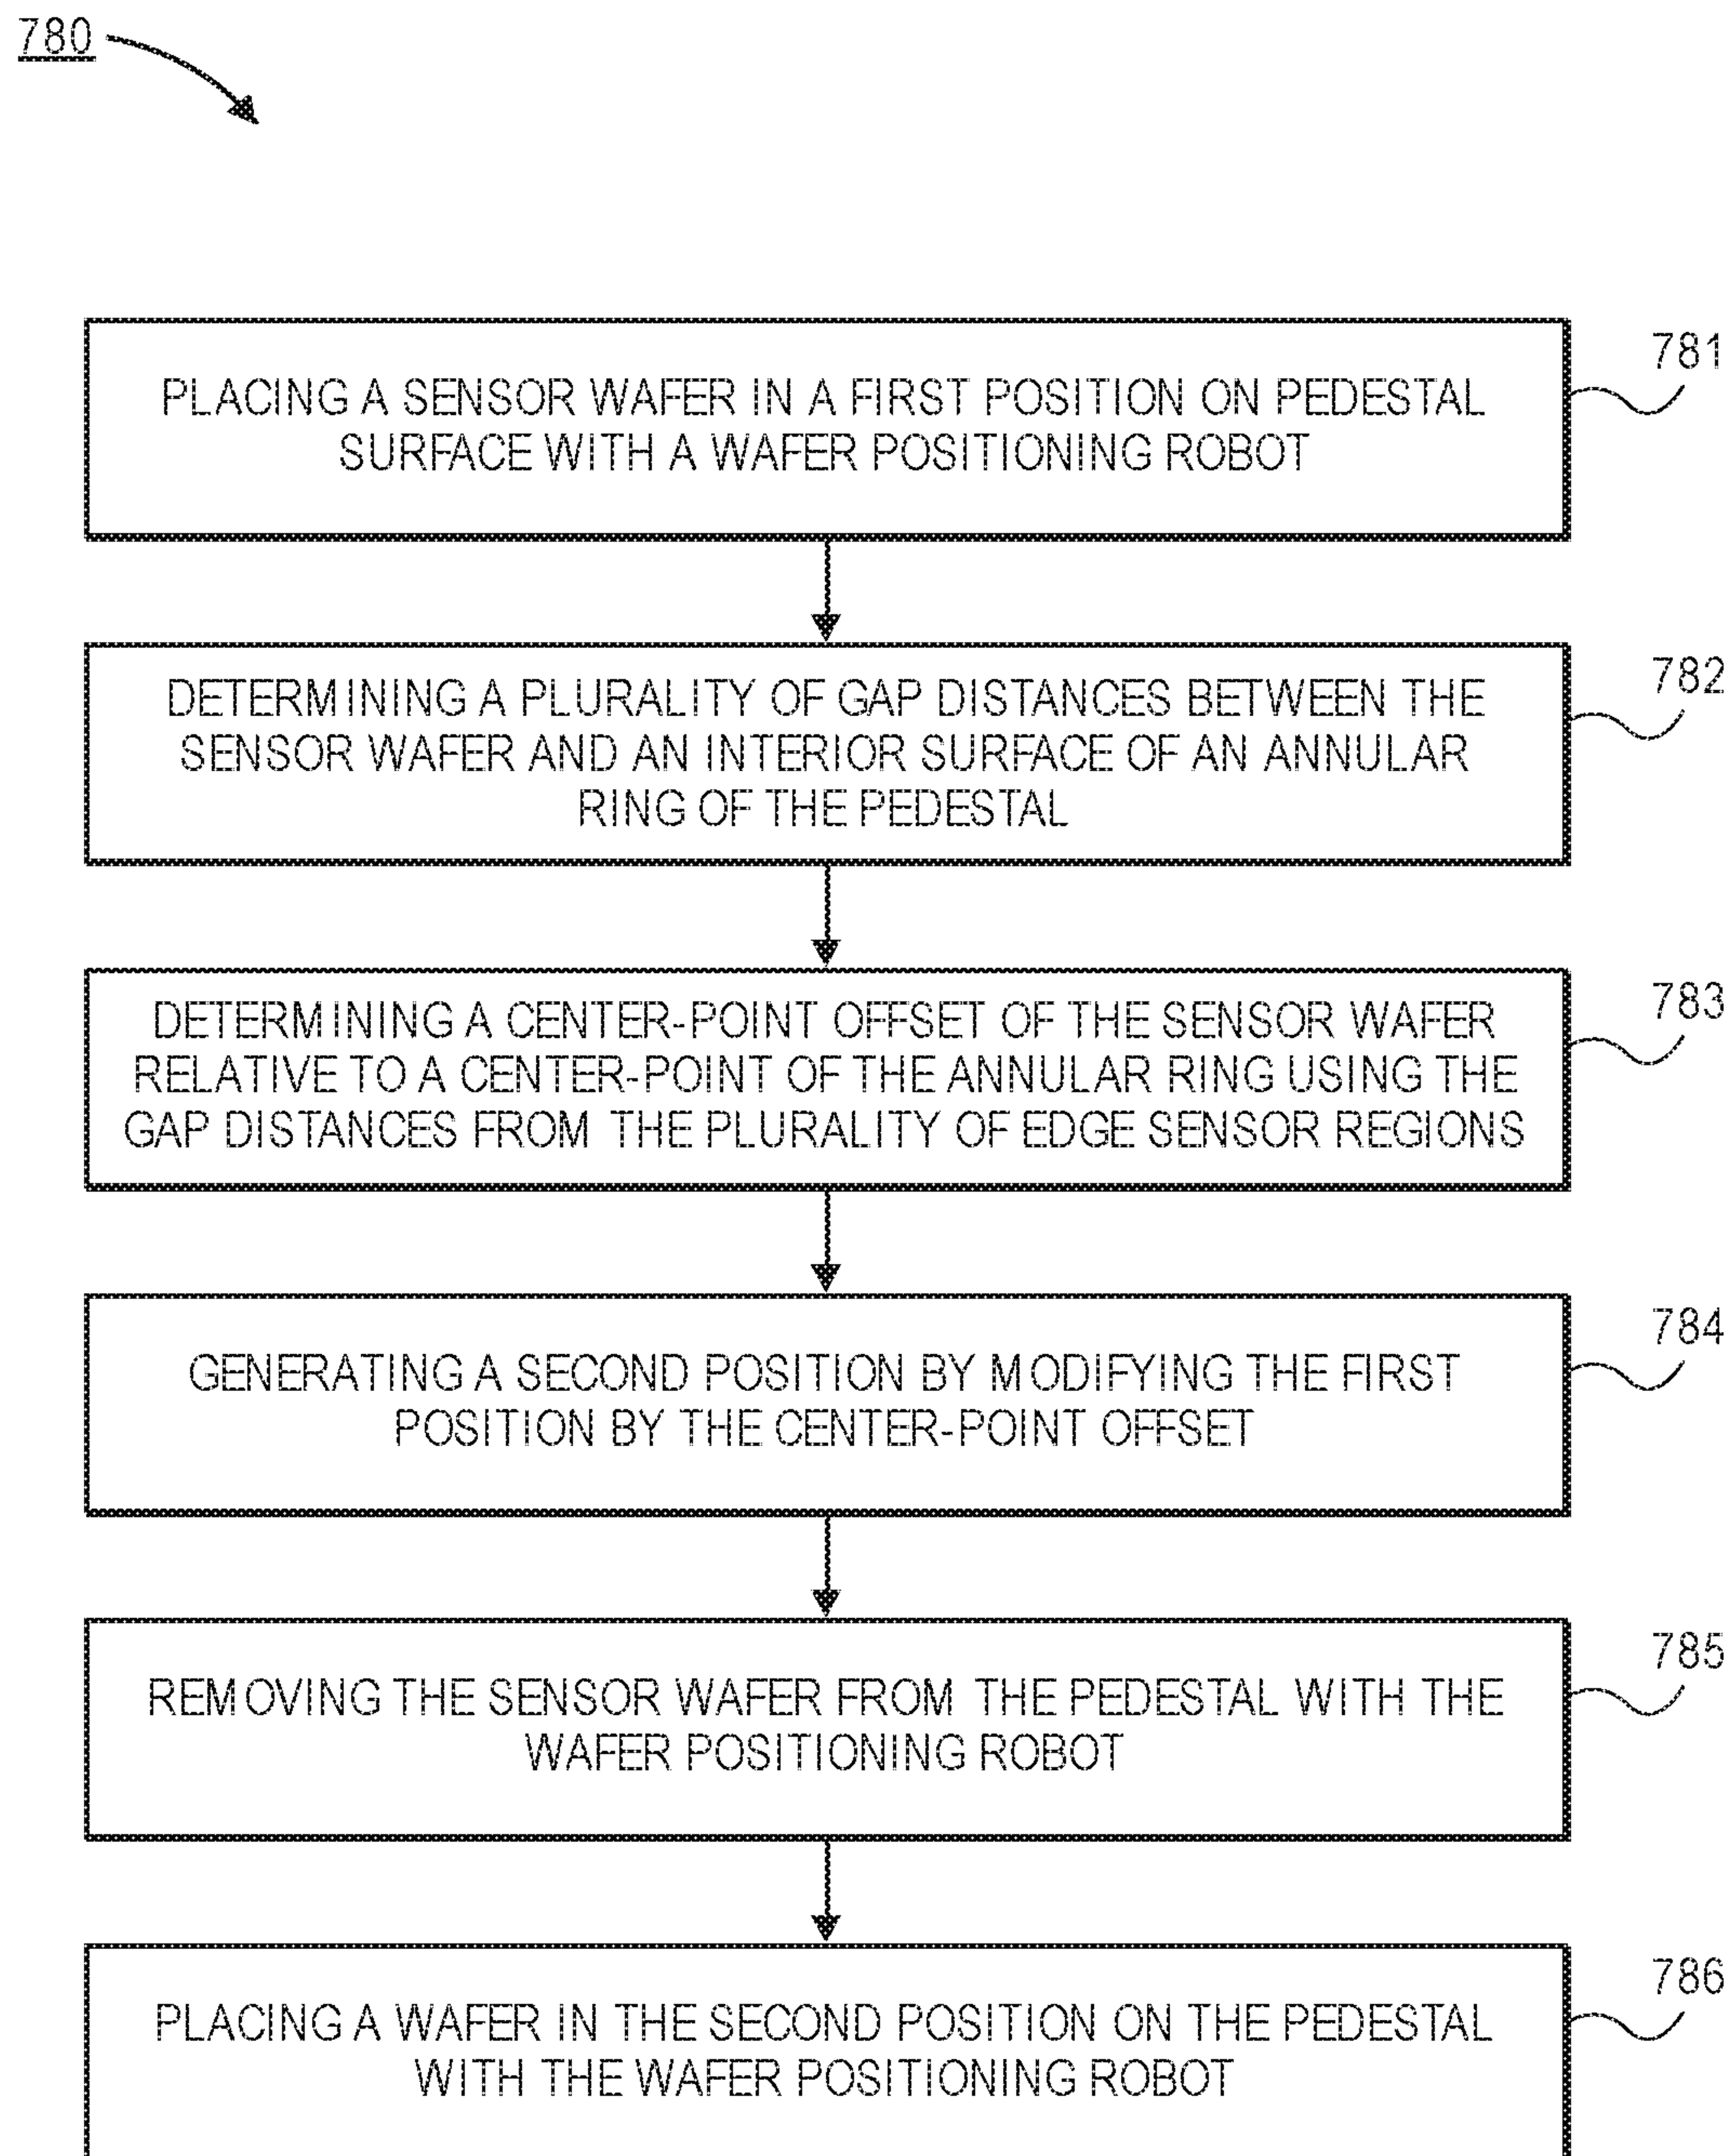 780
PLACING A SENSOR WAFER IN A FIRST POSITION ON PEDESTAL
SURFACE WITH A WAFER POSITIONING ROBOT
781
DETERMINING A PLURALITY OF GAP DISTANCES BETWEEN THE
SENSOR WAFER AND AN INTERIOR SURFACE OF AN ANNULAR
RING OF THE PEDESTAL
782
DETERMINING A CENTER-POINT OFFSET OF THE SENSOR WAFER
RELATIVE TO A CENTER-POINT OF THE ANNULAR RING USING THE
GAP DISTANCES FROM THE PLURALITY OF EDGE SENSOR REGIONS
783
GENERATING A SECOND POSITION BY MODIFYING THE FIRST
POSITION BY THE CENTER-POINT OFFSET
784
REMOVING THE SENSOR WAFER FROM THE PEDESTAL WITH THE
WAFER POSITIONING ROBOT
785
PLACING A WAFER IN THE SECOND POSITION ON THE PEDESTAL
WITH THE WAFER POSITIONING ROBOT
786